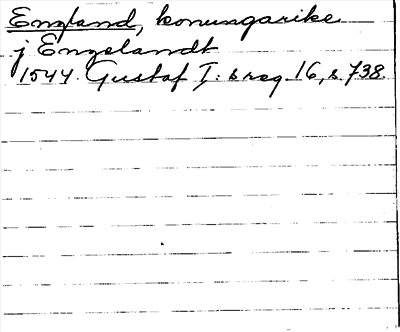 England, konungarike
j Engelandt
1544. Gustaf I: s reg. 16, s. 738.